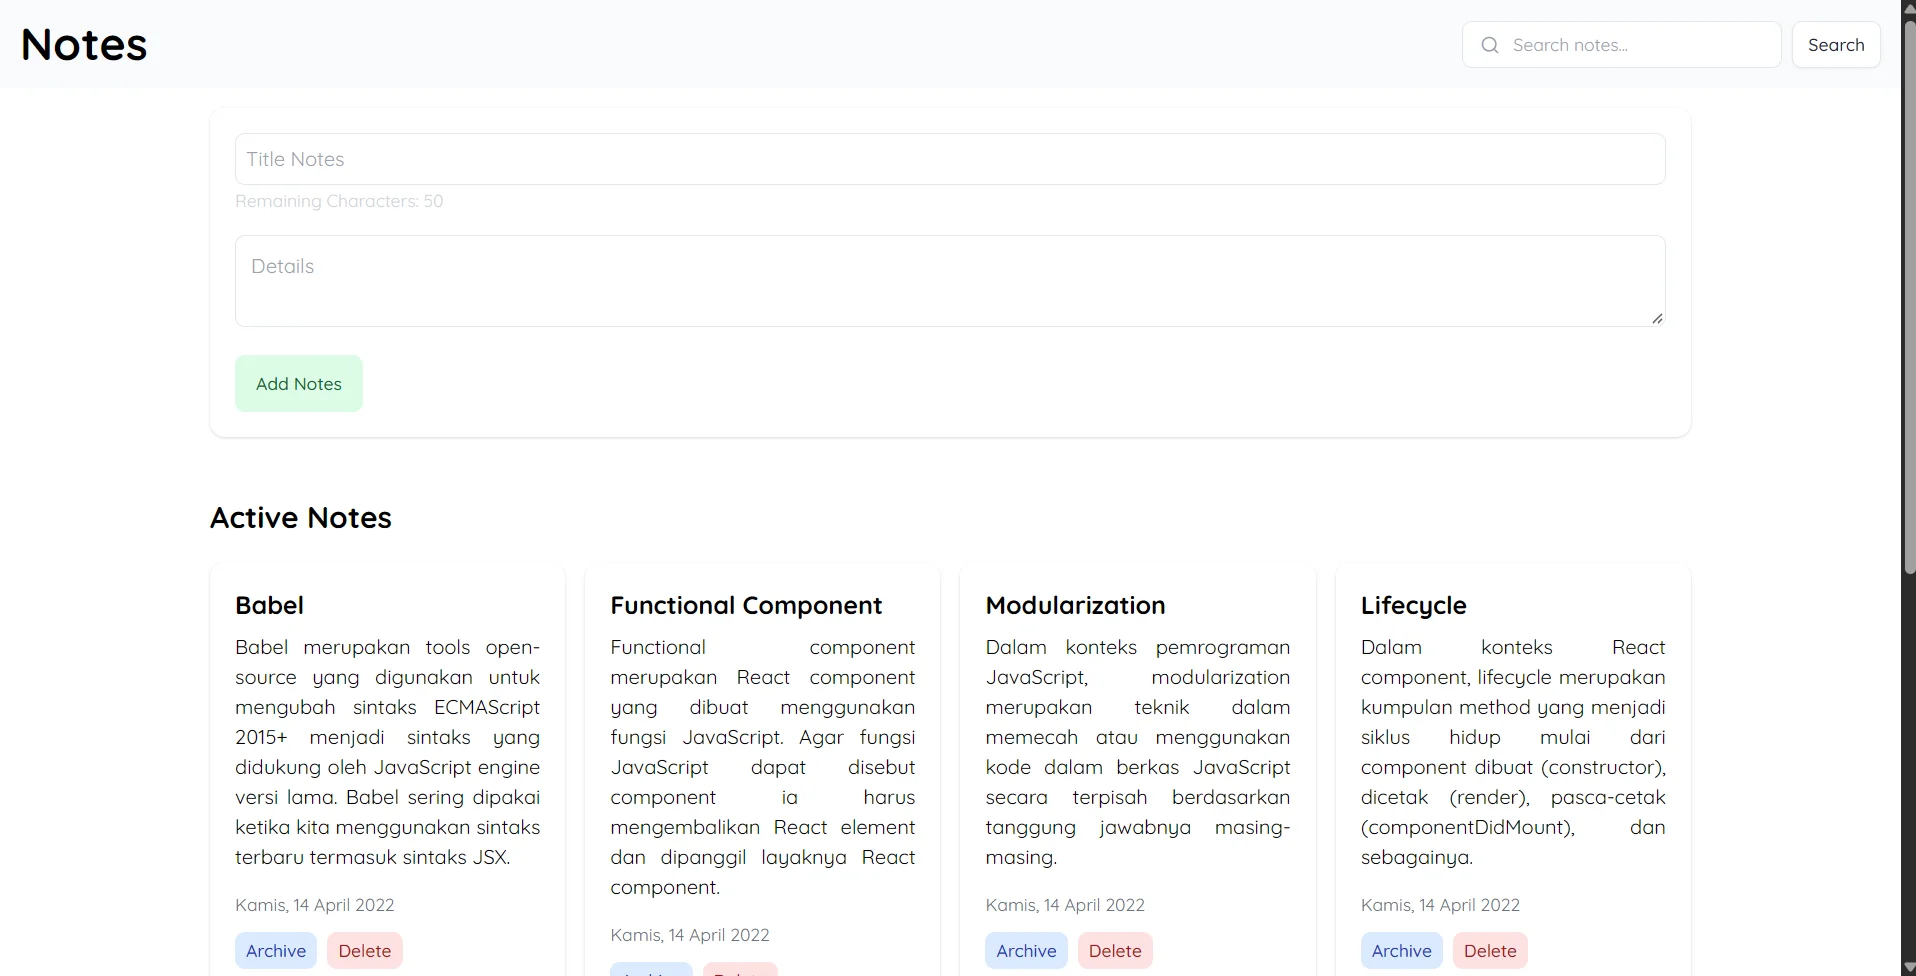 Notes
Search notes...
Search
Title Notes
Remaining Characters: 50
Details
Add Notes
Active Notes
Babel
Babel merupakan tools open-
source yang digunakan untuk
mengubah sintaks ECMAScript
2015+ menjadi sintaks yang
didukung oleh JavaScript engine
versi lama. Babel sering dipakai
ketika kita menggunakan sintaks
terbaru termasuk sintaks JSX.
Kamis, 14 April 2022
Archive
Delete
Functional Component
Functional component
merupakan React component
yang dibuat menggunakan
fungsi JavaScript. Agar fungsi
JavaScript dapat disebut
component ia harus
mengembalikan React element
dan dipanggil layaknya React
component.
Kamis, 14 April 2022
Modularization
Dalam konteks pemrograman
JavaScript, modularization
merupakan teknik dalam
memecah atau menggunakan
kode dalam berkas JavaScript
secara terpisah berdasarkan
tanggung jawabnya masing-
masing.
Kamis, 14 April 2022
Archive
Delete
Lifecycle
Dalam konteks React
component, lifecycle merupakan
kumpulan method yang menjadi
siklus hidup mulai dari
component dibuat (constructor),
dicetak (render), pasca-cetak
(componentDidMount), dan
sebagainya.
Kamis, 14 April 2022
Archive
Delete